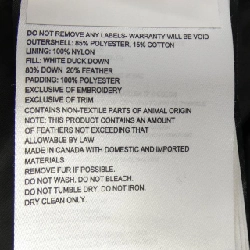 DO NOT REMOVE ANY LABELS- WARRANTY WILL BE VOID
OUTERSHELL: 85% POLYESTER, 15% COTTON
LINING: 100% NYLON
FILL: WHITE DUCK DOWN
80% DOWN 20% FEATHER
PADDING: 100% POLYESTER
EXCLUSIVE OF EMBROIDERY
EXCLUSIVE OF TRIM
CONTAINS NON-TEXTILE PARTS OF ANIMAL ORIGIN
NOTE: THIS PRODUCT CONTAINS AN AMOUNT
OF FEATHERS NOT EXCEEDING THAT
ALLOWABLE BY LAW
MADE IN CANADA WITH DOMESTIC AND IMPORTED
MATERIALS
REMOVE FUR IF POSSIBLE.
DO NOT WASH. DO NOT BLEACH.
DO NOT TUMBLE DRY. DO NOT IRON.
DRY CLEAN ONLY.